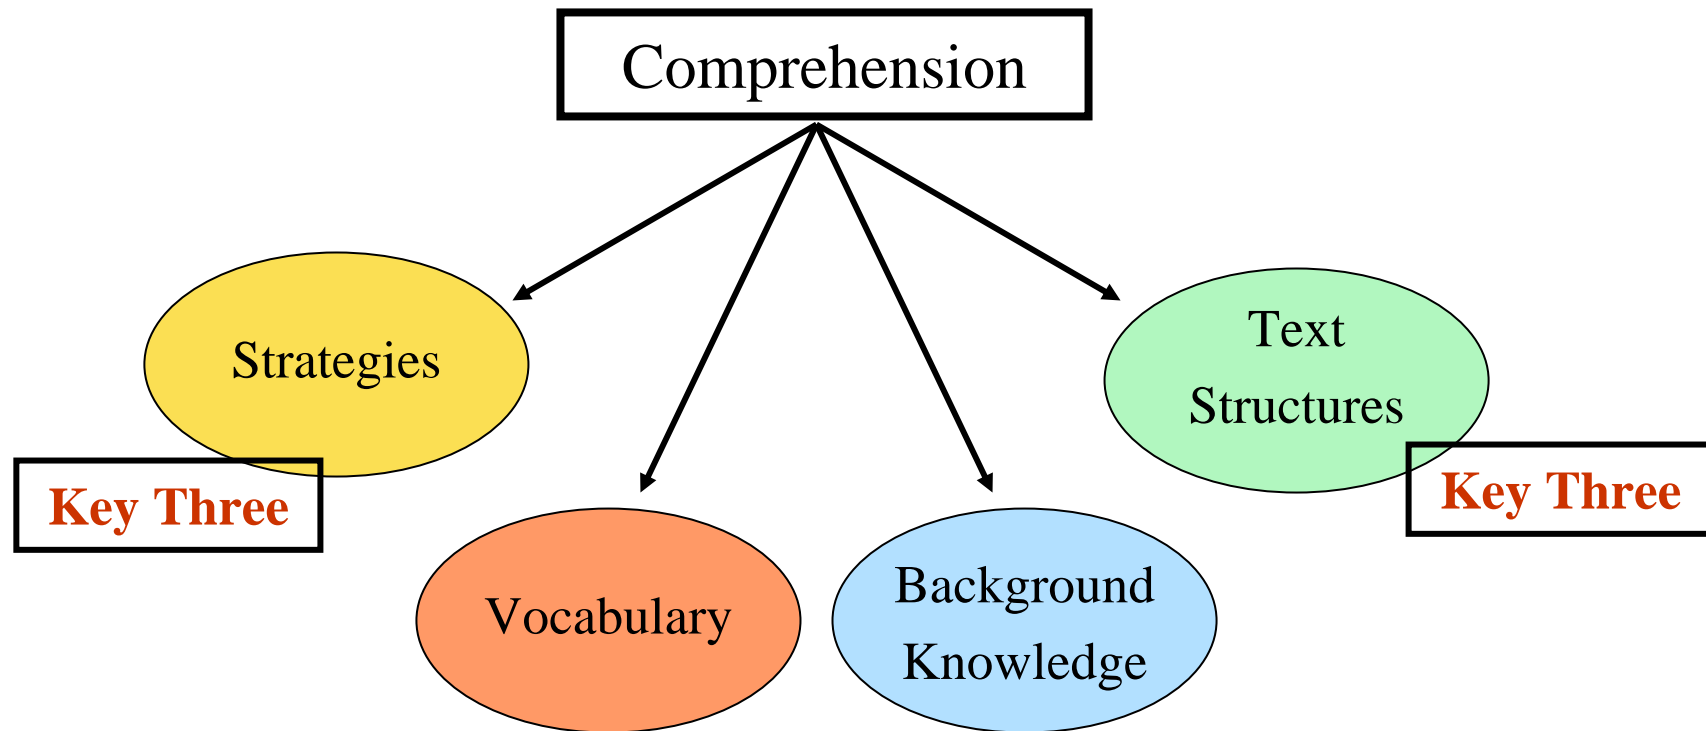 Comprehension
Strategies
Key Three
Text
Structures
Key Three
Vocabulary
Background
Knowledge